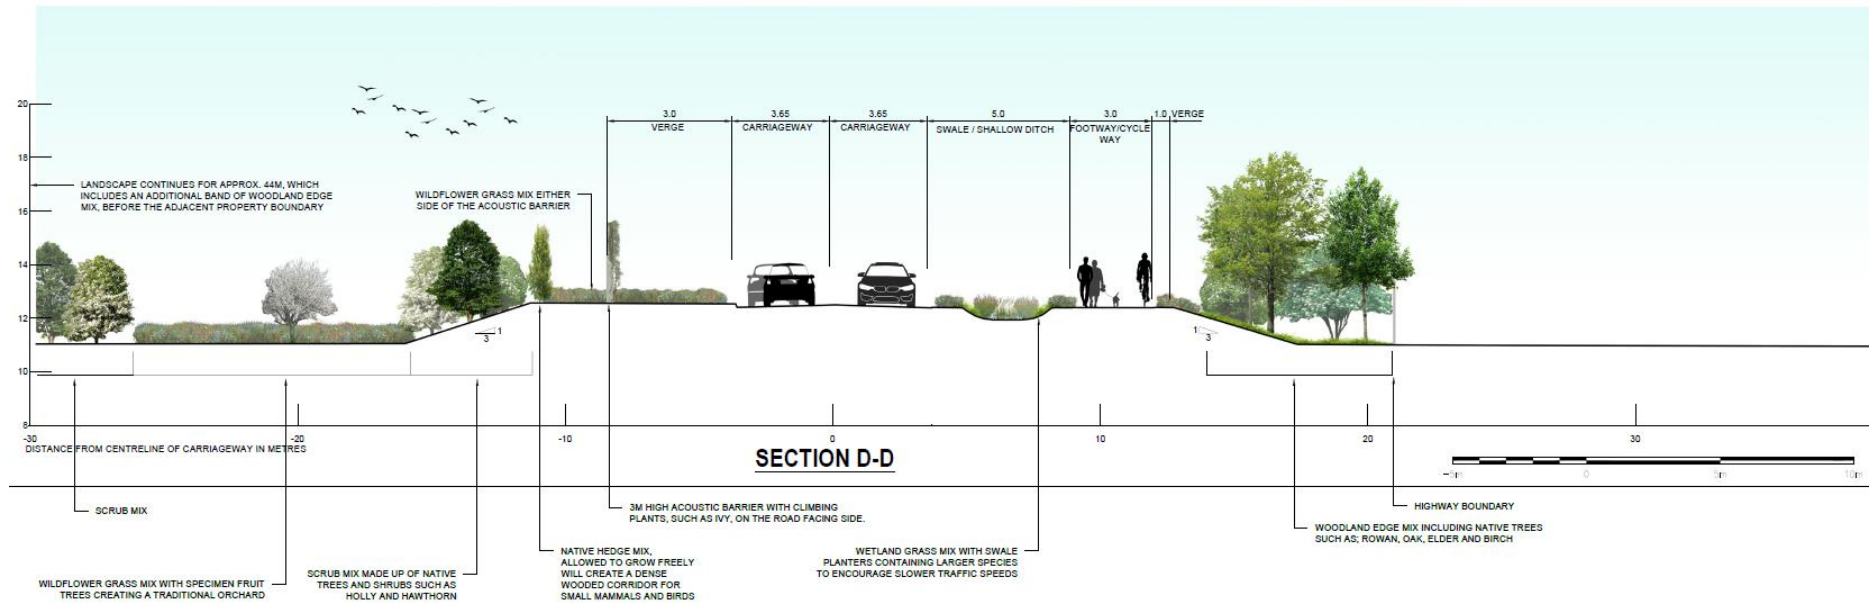 3.0
VERGE
3.65
CARRIAGEWAY
3.65
CARRIAGEWAY
5.0
SWALE / SHALLOW DITCH
3.0
FOOTWAY/CYCLE
WAY
1.0 VERGE
20
18
16
14
12
10
8
LANDSCAPE CONTINUES FOR APPROX. 44M, WHICH
INCLUDES AN ADDITIONAL BAND OF WOODLAND EDGE
MIX, BEFORE THE ADJACENT PROPERTY BOUNDARY
WILDFLOWER GRASS MIX EITHER
SIDE OF THE ACOUSTIC BARRIER
1
3
1
3
-30
-20
-10
0
10
20
30
DISTANCE FROM CENTRELINE OF CARRIAGEWAY IN METRES
SECTION D-D
-5m
0
5m
10m
SCRUB MIX
3M HIGH ACOUSTIC BARRIER WITH CLIMBING
PLANTS, SUCH AS IVY, ON THE ROAD FACING SIDE.
HIGHWAY BOUNDARY
WOODLAND EDGE MIX INCLUDING NATIVE TREES
SUCH AS; ROWAN, OAK, ELDER AND BIRCH
WILDFLOWER GRASS MIX WITH SPECIMEN FRUIT
TREES CREATING A TRADITIONAL ORCHARD
SCRUB MIX MADE UP OF NATIVE
TREES AND SHRUBS SUCH AS
HOLLY AND HAWTHORN
NATIVE HEDGE MIX,
ALLOWED TO GROW FREELY
WILL CREATE A DENSE
WOODED CORRIDOR FOR
SMALL MAMMALS AND BIRDS
WETLAND GRASS MIX WITH SWALE
PLANTERS CONTAINING LARGER SPECIES
TO ENCOURAGE SLOWER TRAFFIC SPEEDS